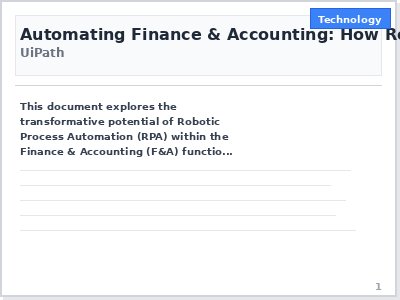 Technology
Automating Finance & Accounting: How
UiPath
This document explores the
transformative potential of Robotic
Process Automation (RPA) within the
Finance & Accounting (F&A) functio...
1